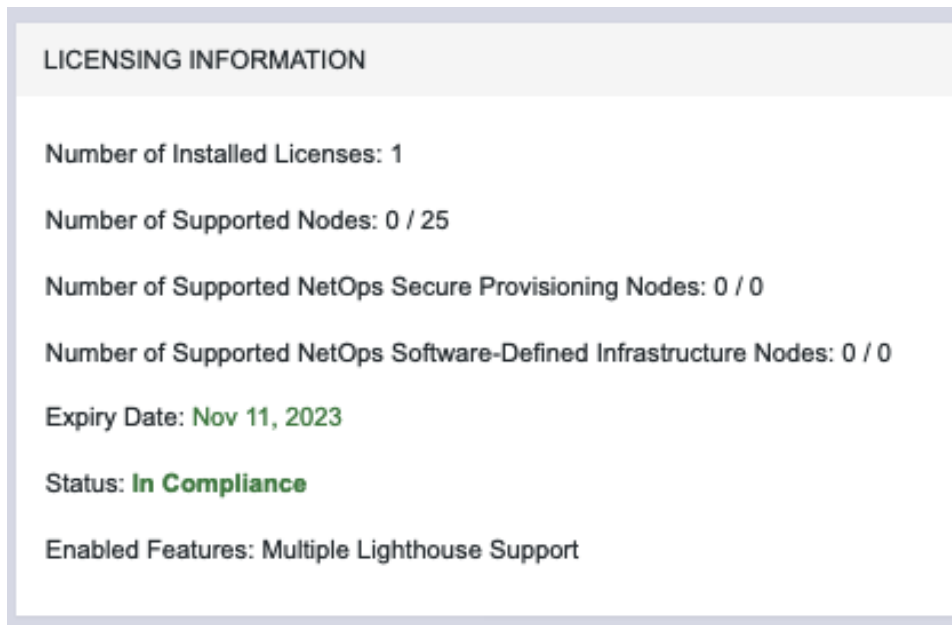 LICENSING INFORMATION
Number of Installed Licenses: 1
Number of Supported Nodes: 0 / 25
Number of Supported NetOps Secure Provisioning Nodes: 0 / 0
Number of Supported NetOps Software-Defined Infrastructure Nodes: 0 / 0
Expiry Date: Nov 11, 2023
Status: In Compliance
Enabled Features: Multiple Lighthouse Support